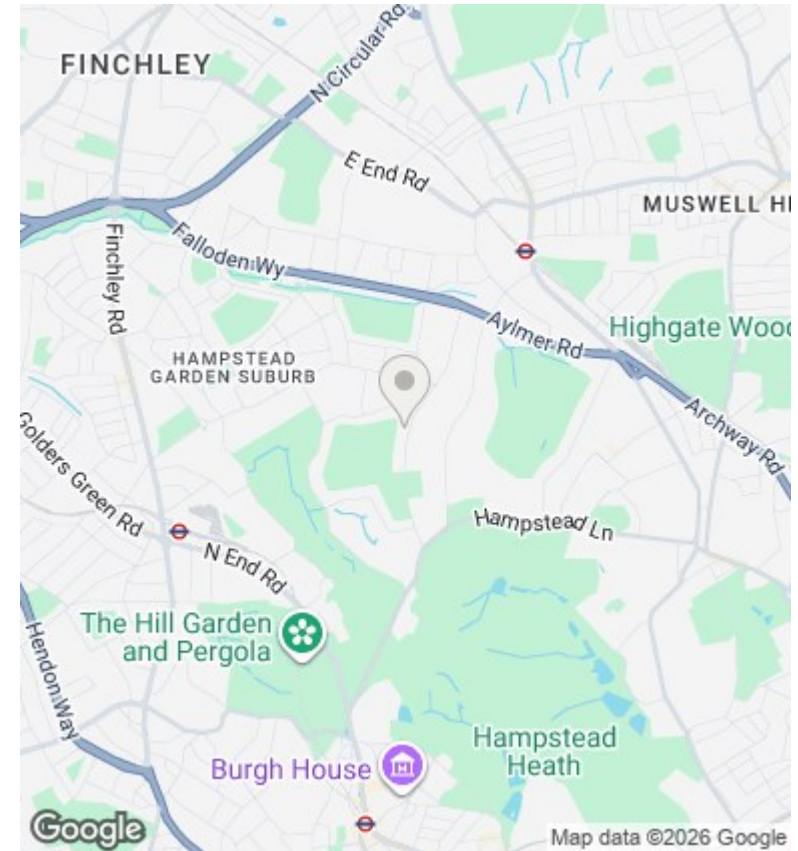 FINCHLEY
N Circular Rd
E End Rd
MUSWELL HI
Finchley Rd
Falloden Wy
Aylmer Rd
Highgate Wood
HAMPSTEAD
GARDEN SUBURB
Archway Rd
Golders Green Rd
Hampstead Ln
N End Rd
The Hill Garden
and Pergola
Hendon Way
Hampstead
Heath
Burgh House
Google
Map data ©2026 Google